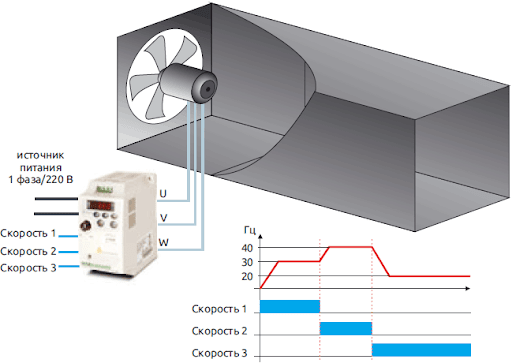 источник
питания
1 фаза/220 В
U
V
W
Скорость 1
Скорость 2
Скорость 3
Гц
40
30
20
Скорость 1
Скорость 2
Скорость 3